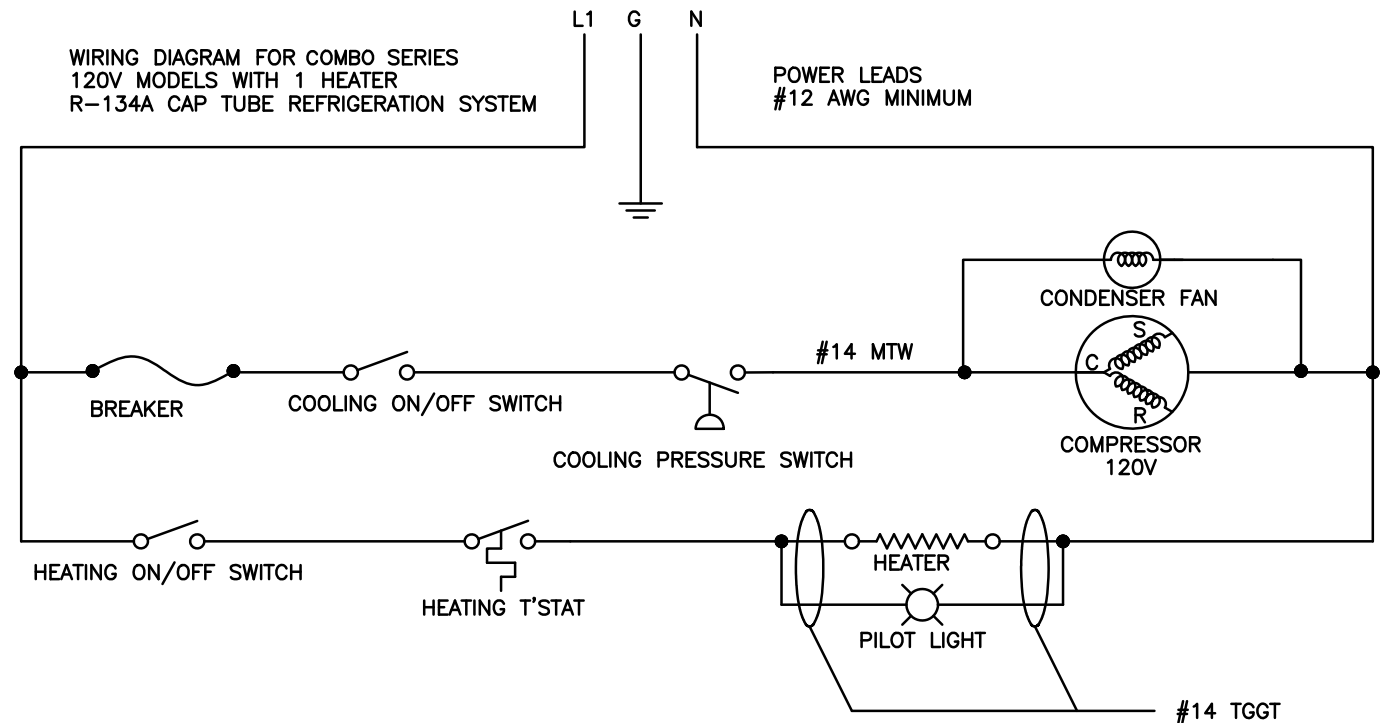 L1 G N
WIRING DIAGRAM FOR COMBO SERIES
120V MODELS WITH 1 HEATER
R-134A CAP TUBE REFRIGERATION SYSTEM
POWER LEADS
#12 AWG MINIMUM
CONDENSER FAN
S
#14 MTW
C
BREAKER
COOLING ON/OFF SWITCH
R
COMPRESSOR
120V
COOLING PRESSURE SWITCH
HEATING ON/OFF SWITCH
HEATING T'STAT
HEATER
PILOT LIGHT
#14 TGGT